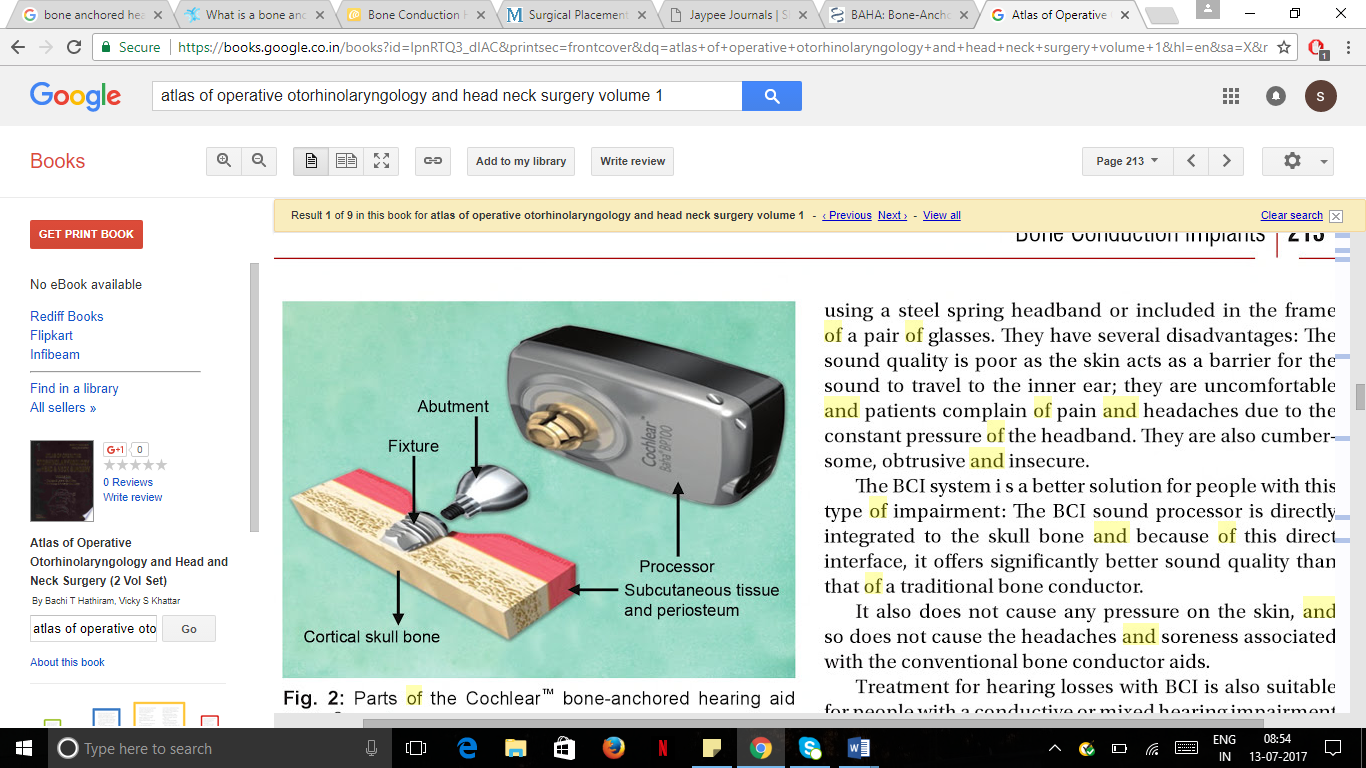 bone anchored hea
What is a bone anc
Bone Conduction H
Surgical Placement
Jaypee Journals | S
BAHA: Bone-Ancho
Atlas of Operative
Secure https://books.google.co.in/books?id=IpnRTQ3_dIAC&printsec=frontcover&dq=atlas+of+operative+otorhinolaryngology+and+head+neck+surgery+volume+1&hl=en&sa=X&r
1
Google
atlas of operative otorhinolaryngology and head neck surgery volume 1
S
Books
Add to my library
Write review
Page 213
GET PRINT BOOK
No eBook available
Rediff Books
Flipkart
Infibeam
Find in a library
All sellers »
G+1 0
0 Reviews
Write review
Atlas of Operative
Otorhinolaryngology and Head and
Neck Surgery (2 Vol Set)
By Bachi T Hathiram, Vicky S Khattar
atlas of operative oto
Go
About this book
Result 1 of 9 in this book for atlas of operative otorhinolaryngology and head neck surgery volume 1 - ‹ Previous Next › - View all
Clear search
Bone Conduction Implants 213
Abutment
Fixture
Cochlear™
Baha® BP100
Processor
Subcutaneous tissue
and periosteum
Cortical skull bone
Fig. 2: Parts of the Cochlear™ bone-anchored hearing aid
using a steel spring headband or included in the frame
of a pair of glasses. They have several disadvantages: The
sound quality is poor as the skin acts as a barrier for the
sound to travel to the inner ear; they are uncomfortable
and patients complain of pain and headaches due to the
constant pressure of the headband. They are also cumber-
some, obtrusive and insecure.
The BCI system i s a better solution for people with this
type of impairment: The BCI sound processor is directly
integrated to the skull bone and because of this direct
interface, it offers significantly better sound quality than
that of a traditional bone conductor.
It also does not cause any pressure on the skin, and
so does not cause the headaches and soreness associated
with the conventional bone conductor aids.
Treatment for hearing losses with BCI is also suitable
for people with a conductive or mixed hearing impairment
Type here to search
ENG
IN
08:54
13-07-2017